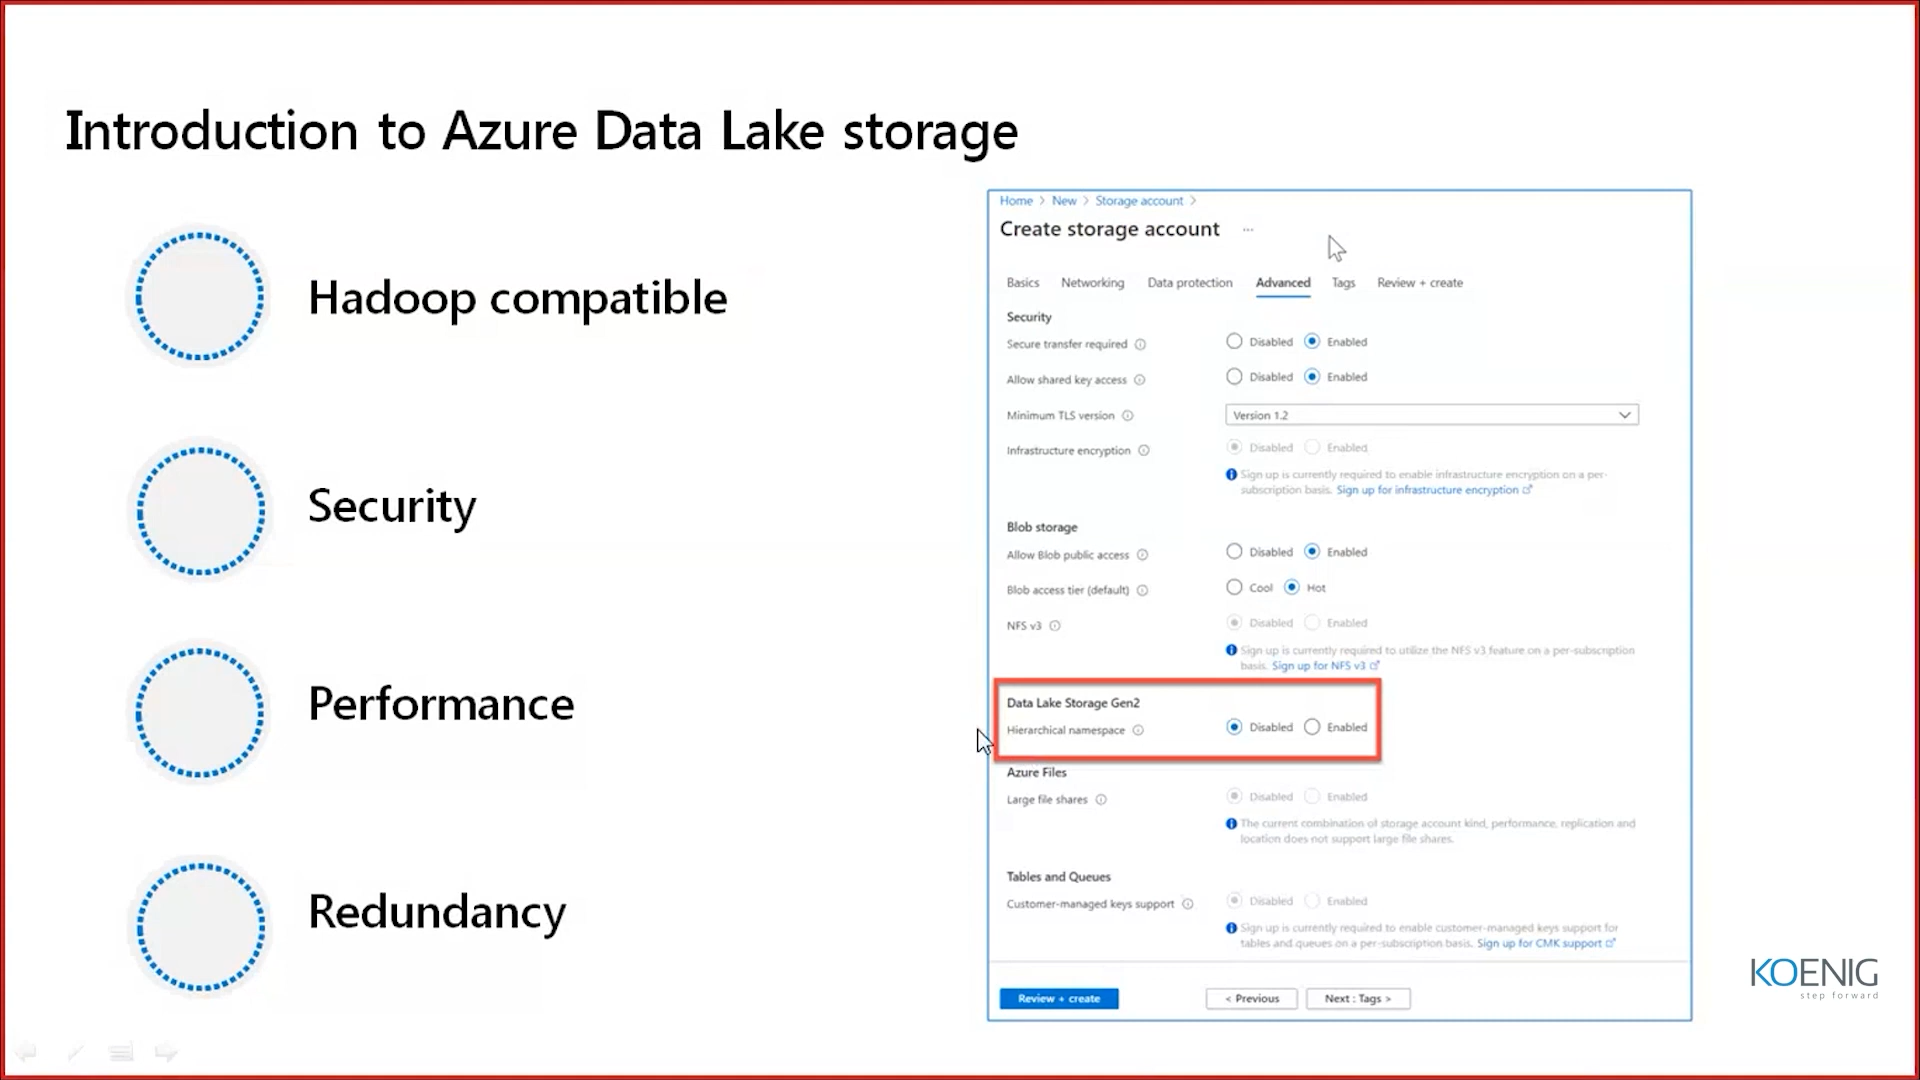 Introduction to Azure Data Lake storage
Hadoop compatible
Security
Performance
Redundancy
Home > New > Storage account >
Create storage account ...
Basics Networking Data protection Advanced Tags Review + create
Security
Secure transfer required Disabled Enabled
Allow shared key access Disabled Enabled
Minimum TLS version Version 1.2
Infrastructure encryption Disabled Enabled
Sign up is currently required to enable infrastructure encryption on a per-
subscription basis. Sign up for infrastructure encryption
Blob storage
Allow Blob public access Disabled Enabled
Blob access tier (default) Cool Hot
NFS v3 Disabled Enabled
Sign up is currently required to utilize the NFS v3 feature on a per-subscription
basis. Sign up for NFS v3
Data Lake Storage Gen2
Hierarchical namespace Disabled Enabled
Azure Files
Large file shares Disabled Enabled
The current combination of storage account kind, performance, replication and
location does not support large file shares.
Tables and Queues
Customer-managed keys support Disabled Enabled
Sign up is currently required to enable customer-managed keys support for
tables and queues on a per-subscription basis. Sign up for CMK support
Review + create < Previous Next : Tags >
KOENIG
step forward